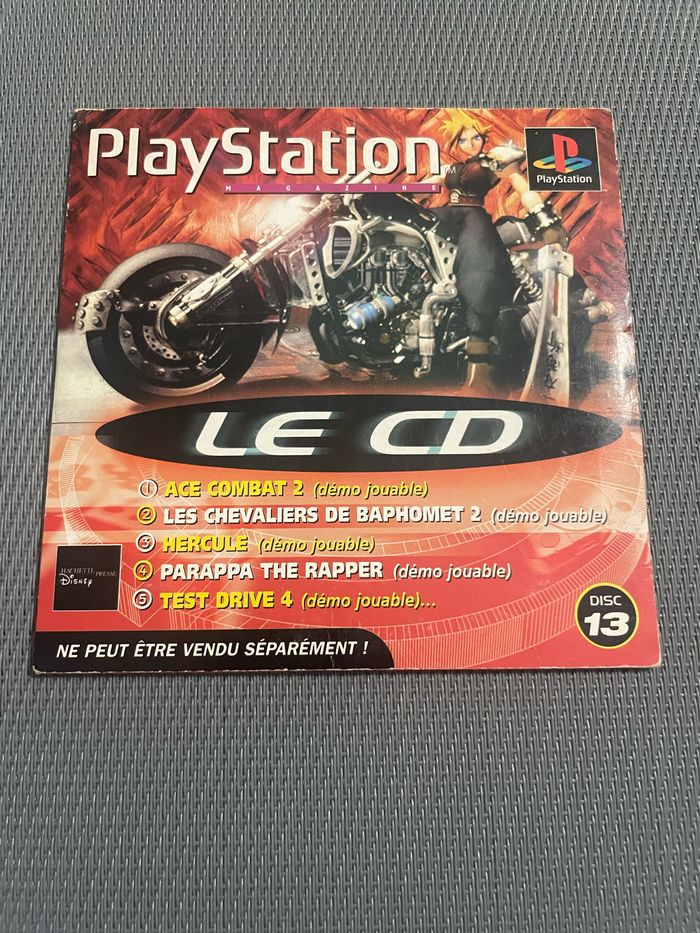 PlayStation™
MAGAZINE
PlayStation
LE CD
1 ACE COMBAT 2 (démo jouable)
2 LES CHEVALIERS DE BAPHOMET 2 (démo jouable)
3 HERCULE (démo jouable)
4 PARAPPA THE RAPPER (démo jouable)
5 TEST DRIVE 4 (démo jouable)...
HACHETTE
Disney PRESSE
DISC
13
NE PEUT ÊTRE VENDU SÉPARÉMENT !